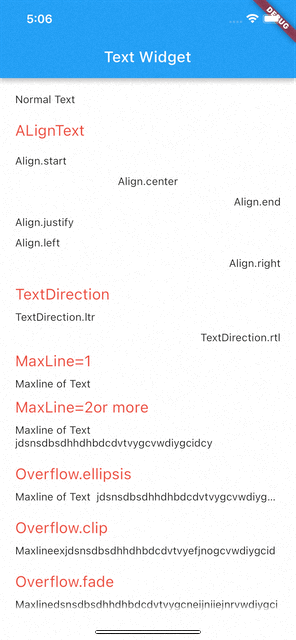 5:06
DEBUG
Text Widget
Normal Text
ALignText
Align.start
Align.center
Align.end
Align.justify
Align.left
Align.right
TextDirection
TextDirection.ltr
TextDirection.rtl
MaxLine=1
Maxline of Text
MaxLine=2or more
Maxline of Text
jdsnsdbsdhhdhbdcdvtvygcvwdiygcidcy
Overflow.ellipsis
Maxline of Text  jdsnsdbsdhhdhbdcdvtvygcvwdiyg...
Overflow.clip
Maxlineexjdsnsdbsdhhdhbdcdvtvyefjnogcvwdiygcid
Overflow.fade
Maxlinedsnsdbsdhhdhbdcdvtvygcneijnijejnrvwdiygci